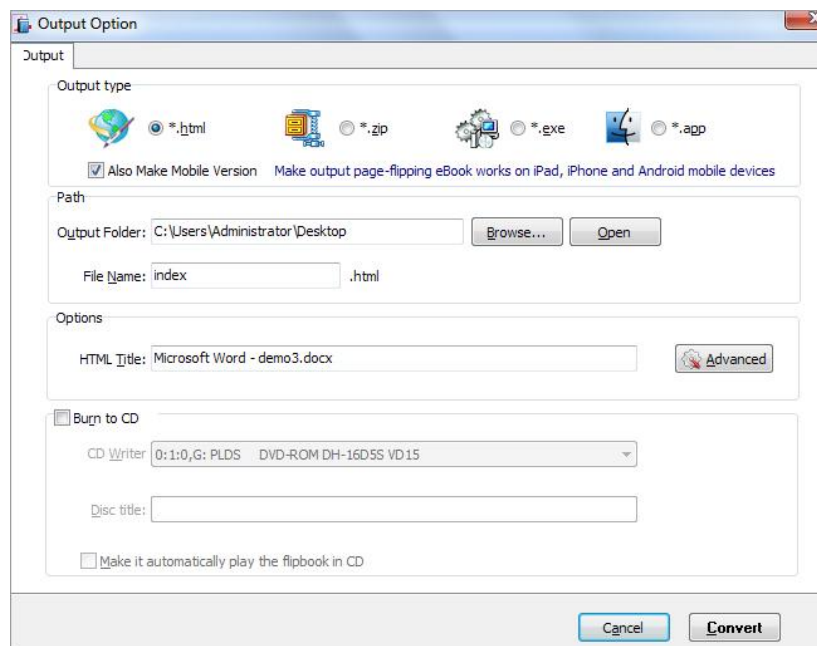 Output Option
Output
Output type
*.html *.zip *.exe *.app
Also Make Mobile Version Make output page-flipping eBook works on iPad, iPhone and Android mobile devices
Path
Output Folder: C:\Users\Administrator\Desktop Browse... Open
File Name: index .html
Options
HTML Title: Microsoft Word - demo3.docx Advanced
Burn to CD
CD Writer 0:1:0,G: PLDS DVD-ROM DH-16D5S VD15
Disc title:
Make it automatically play the flipbook in CD
Cancel Convert